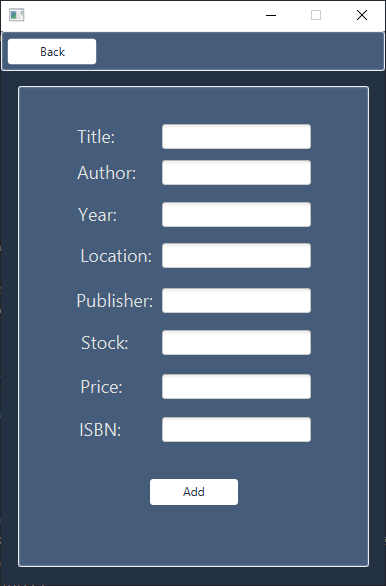 Back
Title:
Author:
Year:
Location:
Publisher:
Stock:
Price:
ISBN:
Add